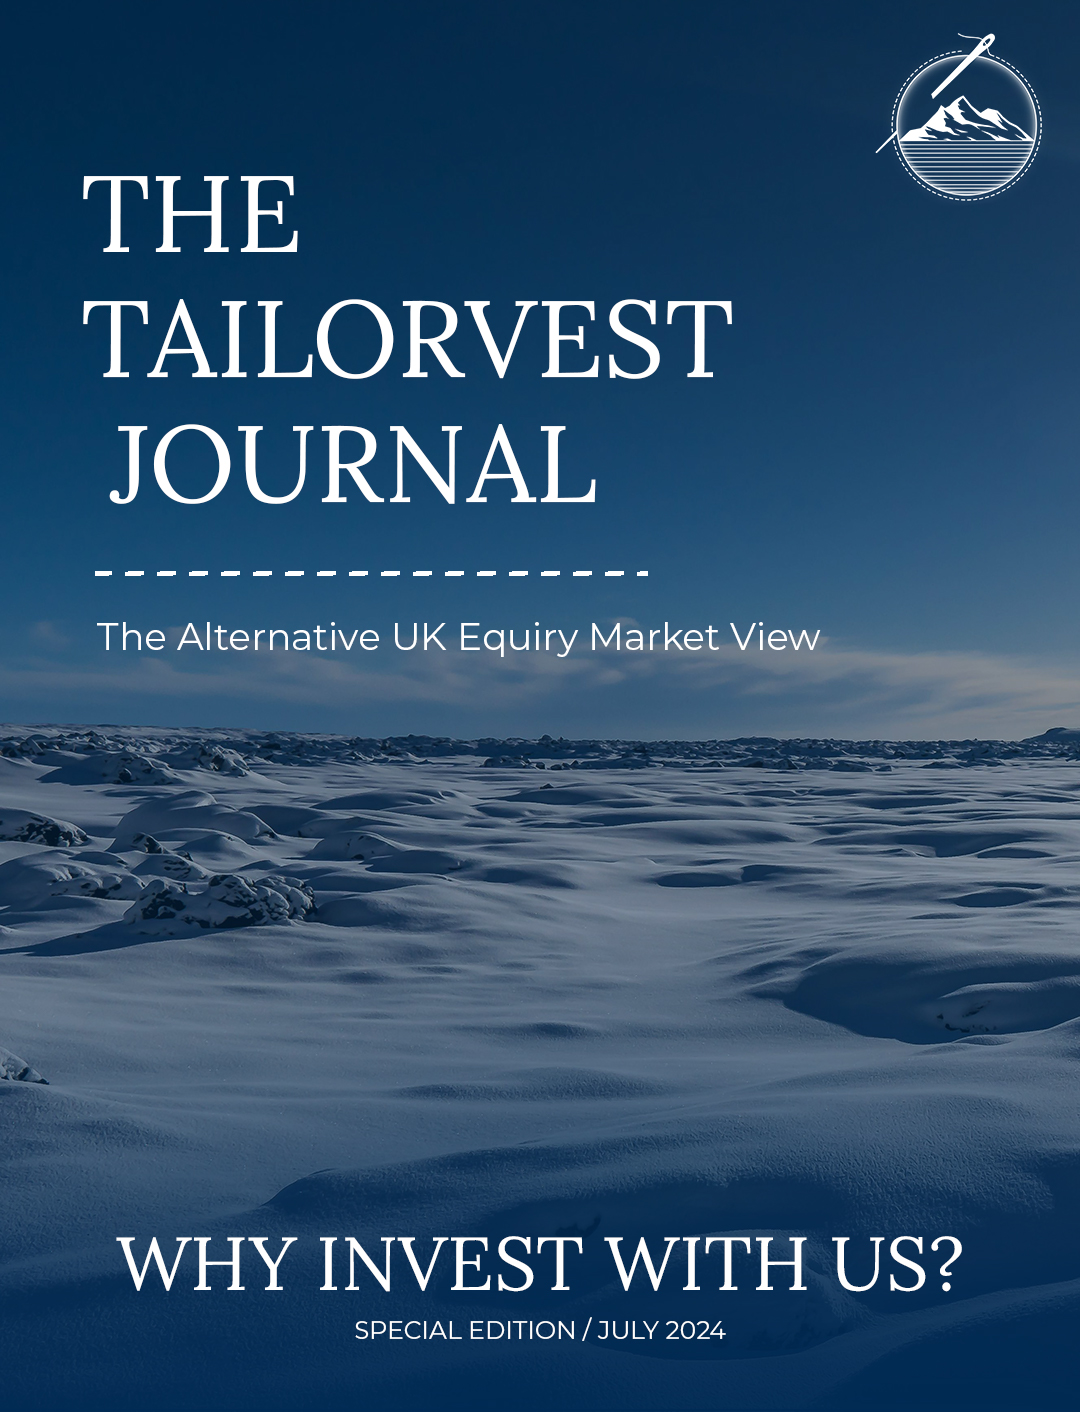 THE
TAILORVEST
JOURNAL
The Alternative UK Equiry Market View
WHY INVEST WITH US?
SPECIAL EDITION / JULY 2024